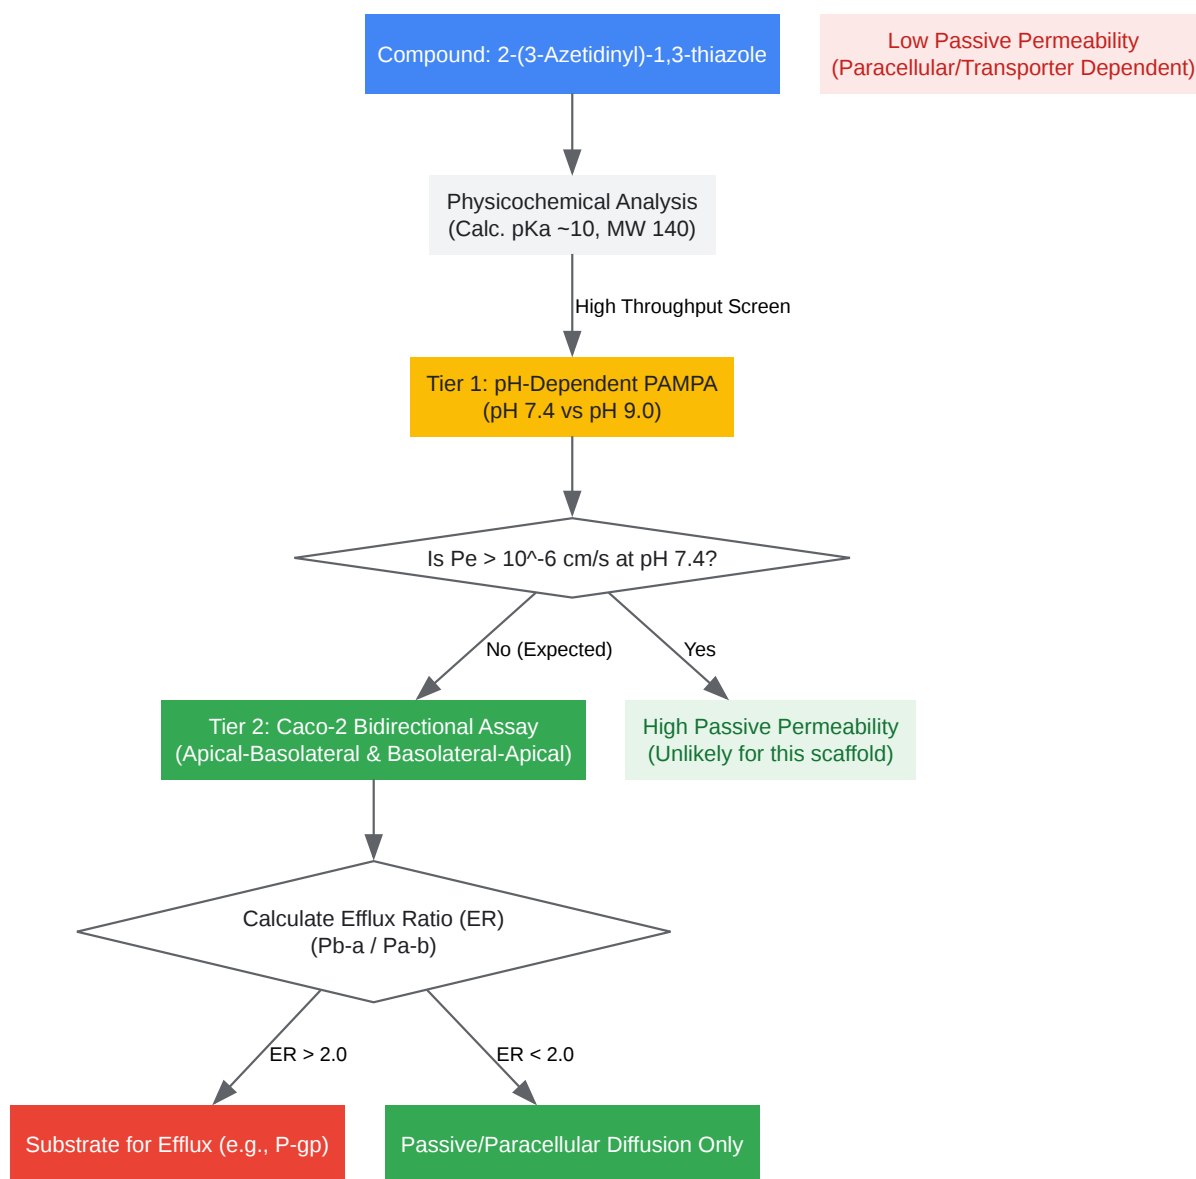 Compound: 2-(3-Azetidinyl)-1,3-thiazole
Low Passive Permeability
(Paracellular/Transporter Dependent)
Physicochemical Analysis
(Calc. pKa ~10, MW 140)
High Throughput Screen
Tier 1: pH-Dependent PAMPA
(pH 7.4 vs pH 9.0)
Is Pe > 10^-6 cm/s at pH 7.4?
No (Expected)
Yes
Tier 2: Caco-2 Bidirectional Assay
(Apical-Basolateral & Basolateral-Apical)
High Passive Permeability
(Unlikely for this scaffold)
Calculate Efflux Ratio (ER)
(Pb-a / Pa-b)
ER > 2.0
ER < 2.0
Substrate for Efflux (e.g., P-gp)
Passive/Paracellular Diffusion Only